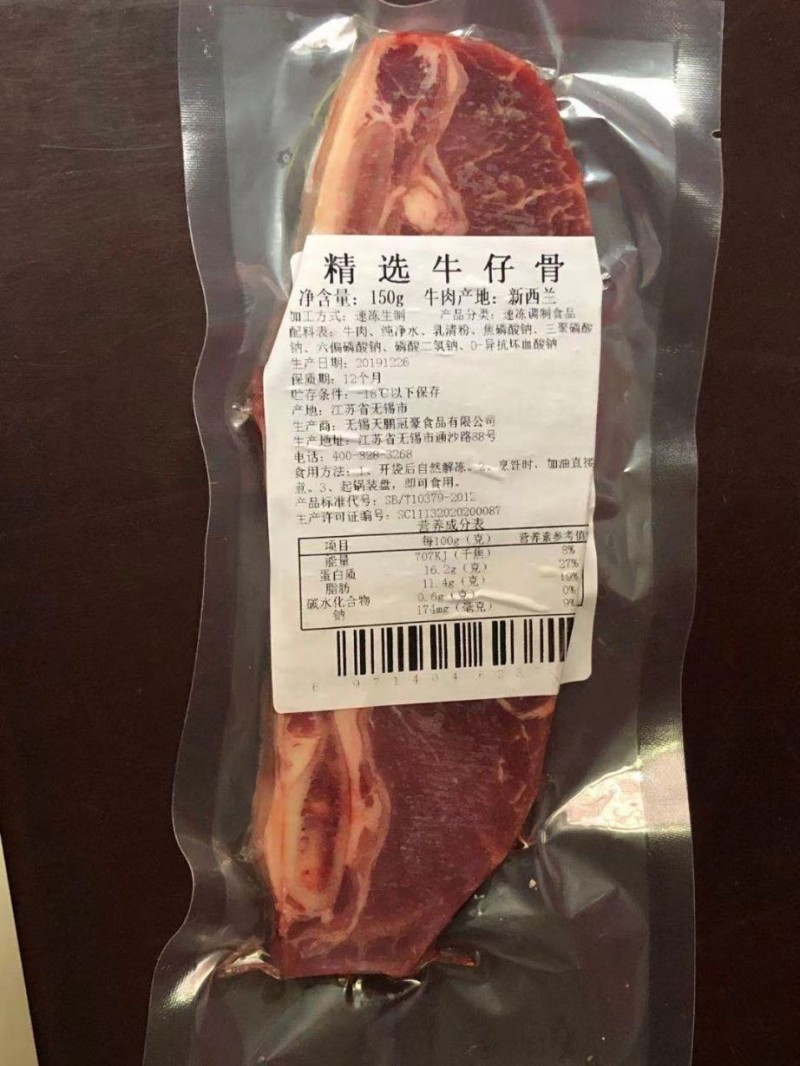 精选牛仔骨
净含量：150g 牛肉产地：新西兰
加工方式：速冻生制 产品分类：速冻调制食品
配料表：牛肉、纯净水、乳清粉、焦磷酸钠、三聚磷酸
钠、六偏磷酸钠、磷酸二氢钠、D-异抗坏血酸钠
生产日期：20191226
保质期：12个月
贮存条件：-18℃以下保存
产地：江苏省无锡市
生产商：无锡天鹏冠豪食品有限公司
生产地址：江苏省无锡市通沙路88号
电话：400-828-3268
食用方法：1、开袋后自然解冻。2、烹饪时、加油直接
煮。3、起锅装盘，即可食用。
产品标准代号：SB/T10379-2012
生产许可证编号：SC11132020200087
营养成分表
项目 每100g（克） 营养素参考值
能量 707KJ（千焦） 8%
蛋白质 16.2g（克） 27%
脂肪 11.4g（克） 19%
碳水化合物 0.6g（克） 0%
钠 174mg（毫克） 9%
6 971404 6237